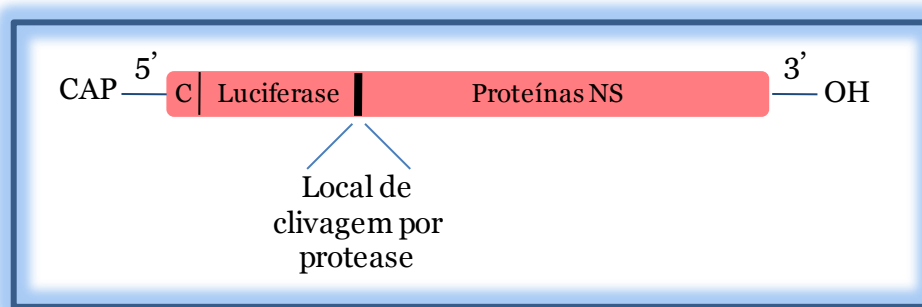 5’ 3’
CAP C Luciferase Proteínas NS OH
Local de
clivagem por
protease